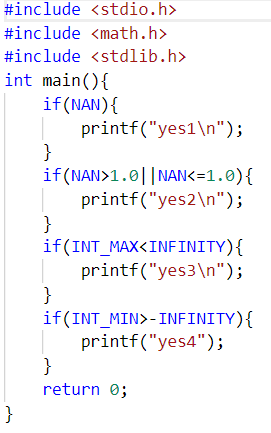 #include <stdio.h>
#include <math.h>
#include <stdlib.h>
int main(){
    if(NAN){
        printf("yes1\n");
    }
    if(NAN>1.0||NAN<=1.0){
        printf("yes2\n");
    }
    if(INT_MAX<INFINITY){
        printf("yes3\n");
    }
    if(INT_MIN>-INFINITY){
        printf("yes4");
    }
    return 0;
}